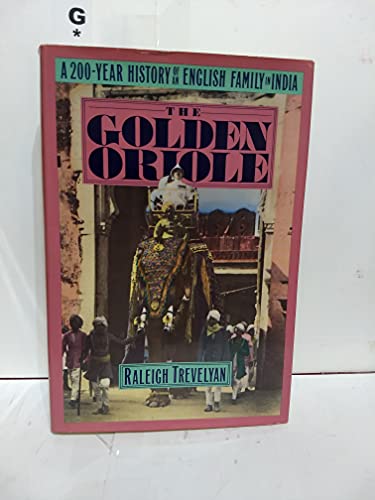 G
*
A 200-YEAR HISTORY OF AN ENGLISH FAMILY IN INDIA
THE
GOLDEN
ORIOLE
RALEIGH TREVELYAN